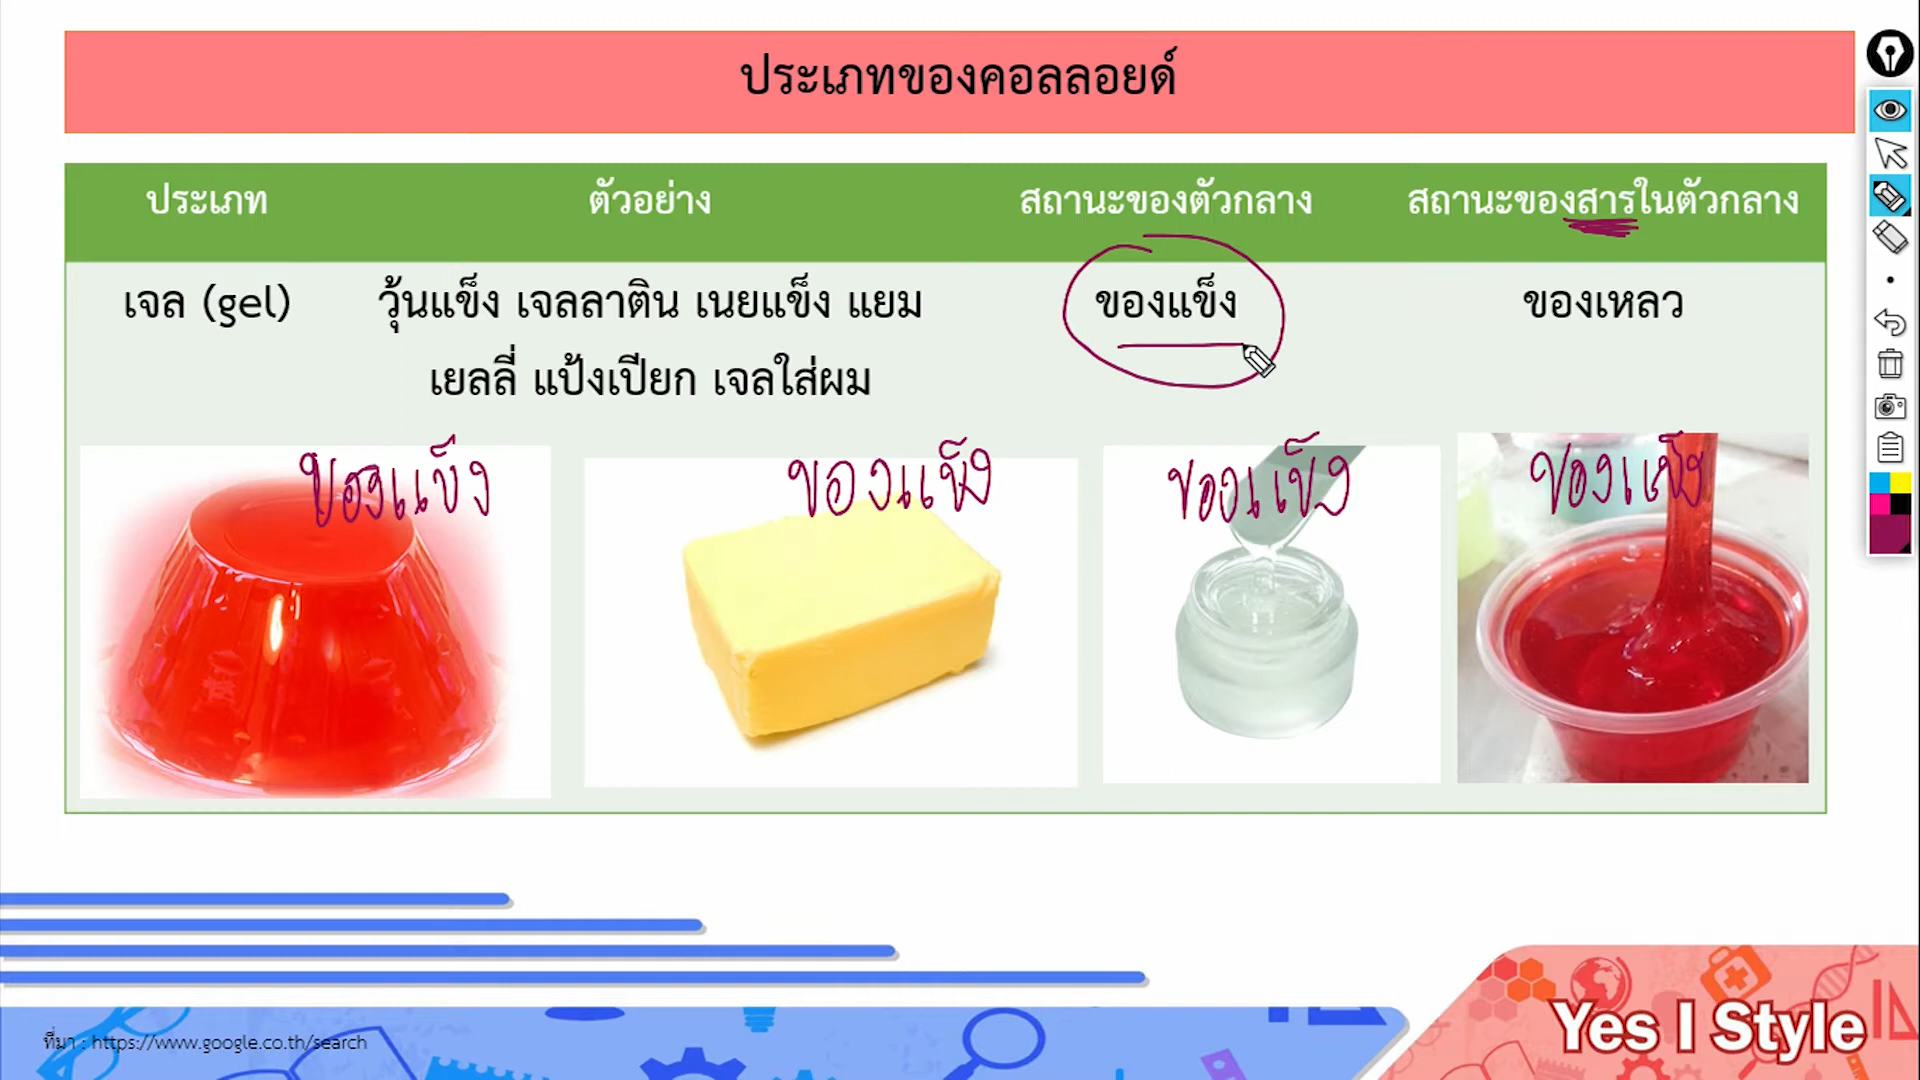 ประเภทของคอลลอยด์
ประเภท ตัวอย่าง สถานะของตัวกลาง สถานะของสารในตัวกลาง
เจล (gel) วุ้นแข็ง เจลลาติน เนยแข็ง แยม ของแข็ง ของเหลว
เยลลี่ แป้งเปียก เจลใส่ผม
ของแข็ง ของแข็ง ของแข็ง ของแข็ง
ที่มา : https://www.google.co.th/search
Yes I Style